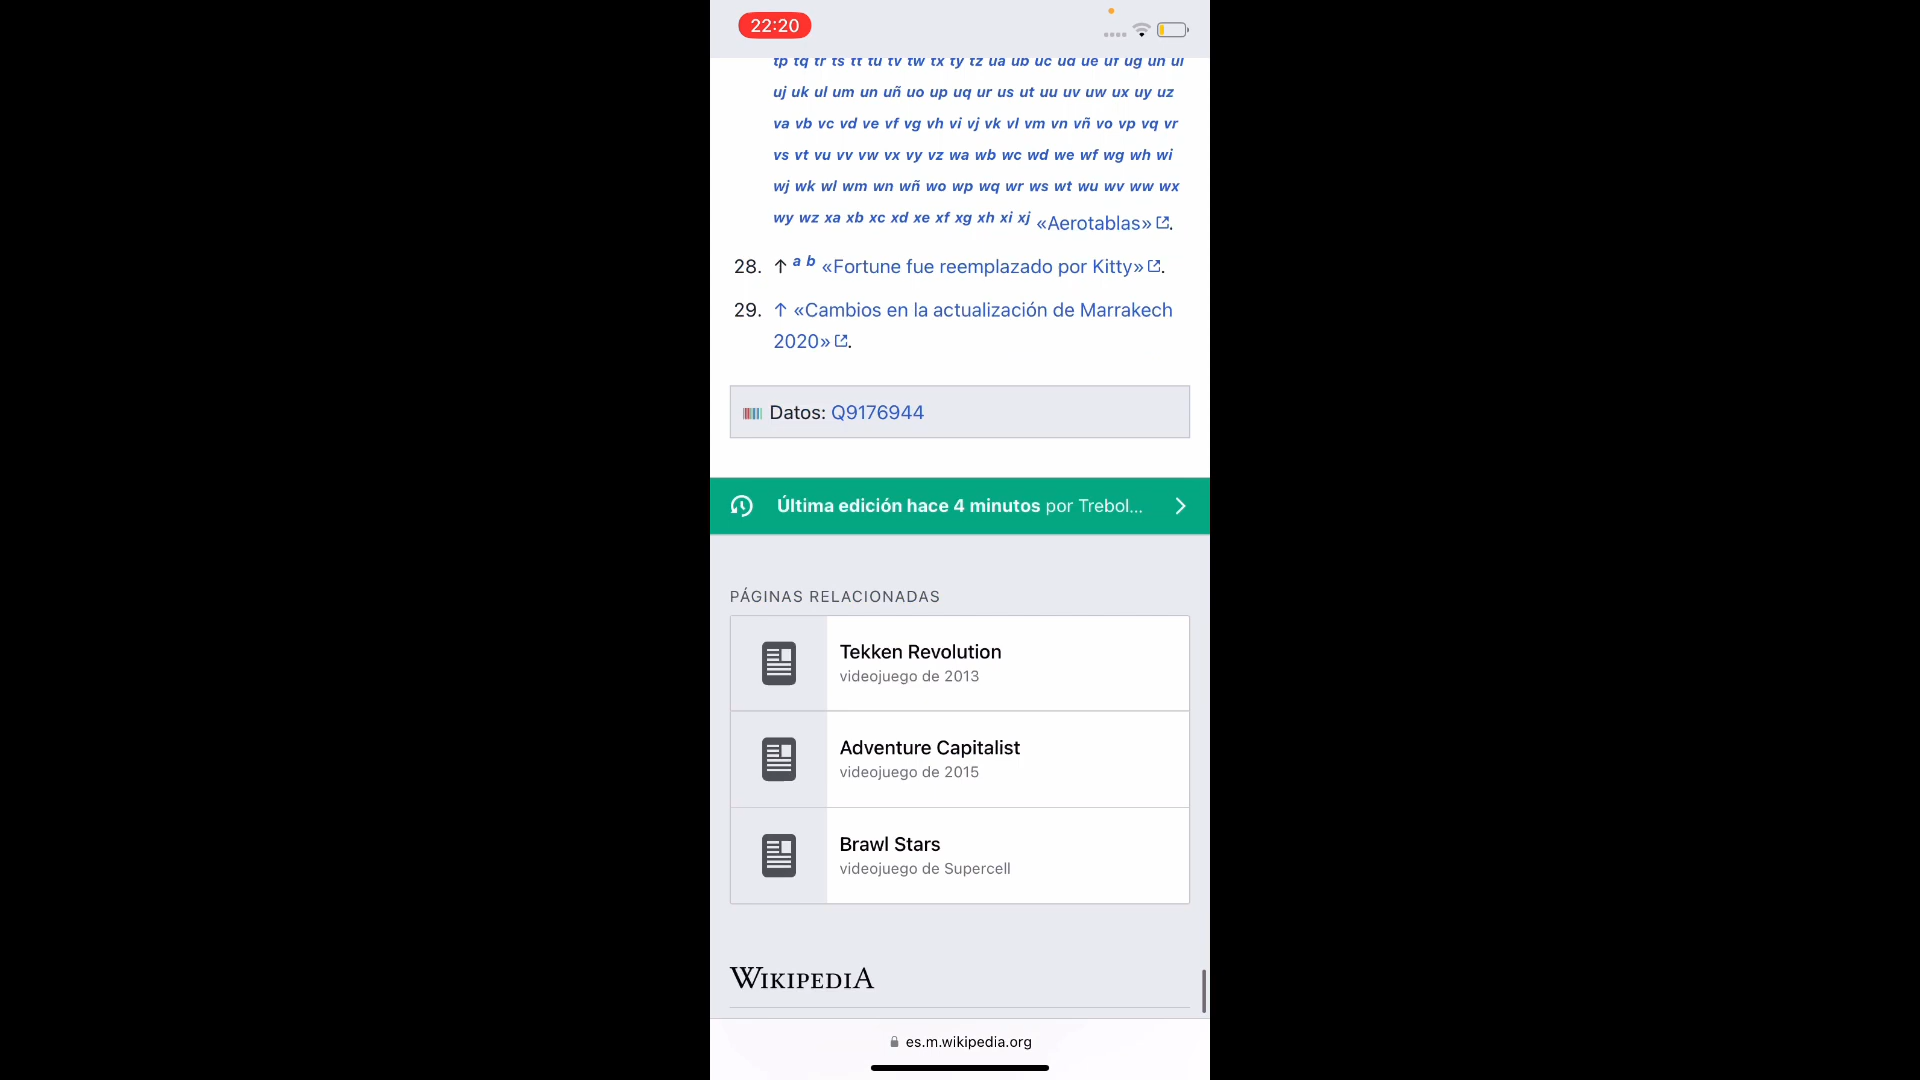 22:20
tp tq tr ts tt tu tv tw tx ty tz ua ub uc ud ue uf ug uh ui
uj uk ul um un uñ uo up uq ur us ut uu uv uw ux uy uz
va vb vc vd ve vf vg vh vi vj vk vl vm vn vñ vo vp vq vr
vs vt vu vv vw vx vy vz wa wb wc wd we wf wg wh wi
wj wk wl wm wn wñ wo wp wq wr ws wt wu wv ww wx
wy wz xa xb xc xd xe xf xg xh xi xj «Aerotablas».
28. ↑ a b «Fortune fue reemplazado por Kitty».
29. ↑ «Cambios en la actualización de Marrakech
2020».
Datos: Q9176944
Última edición hace 4 minutos por Trebol...
PÁGINAS RELACIONADAS
Tekken Revolution
videojuego de 2013
Adventure Capitalist
videojuego de 2015
Brawl Stars
videojuego de Supercell
WIKIPEDIA
es.m.wikipedia.org